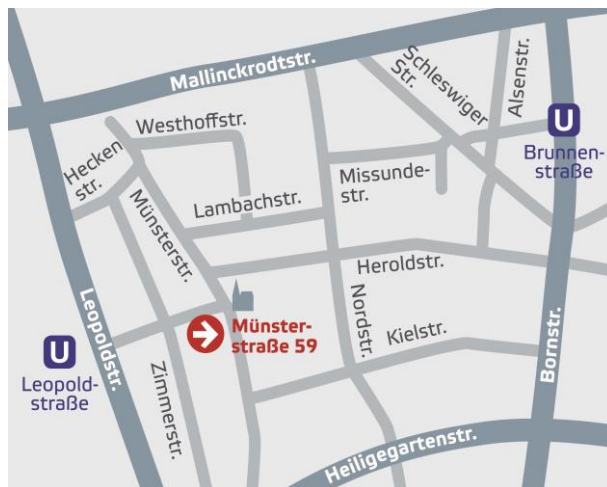 Mallinckrodtstr.
Schleswiger
Str.
Alsenstr.
Westhoffstr.
U
Brunnen-
straße
Hecken
str.
Missunde-
str.
Lambachstr.
Münsterstr.
Heroldstr.
Leopoldstr.
Nordstr.
Münster-
straße 59
Kielstr.
Bornstr.
U
Leopold-
straße
Zimmerstr.
Heiligegartenstr.